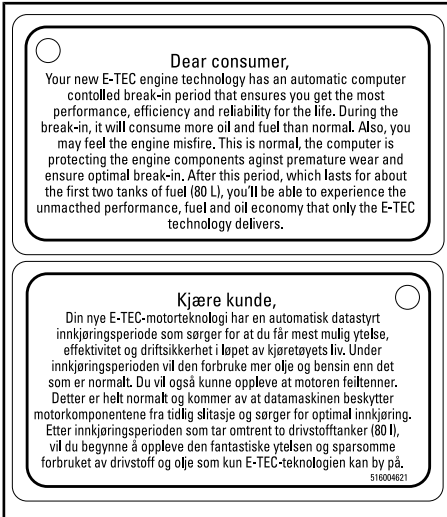 Dear consumer,
Your new E-TEC engine technology has an automatic computer
contolled break-in period that ensures you get the most
performance, efficiency and reliability for the life. During the
break-in, it will consume more oil and fuel than normal. Also, you
may feel the engine misfire. This is normal, the computer is
protecting the engine components aginst premature wear and
ensure optimal break-in. After this period, which lasts for about
the first two tanks of fuel (80 L), you'll be able to experience the
unmacthed performance, fuel and oil economy that only the E-TEC
technology delivers.
Kjære kunde,
Din nye E-TEC-motorteknologi har en automatisk datastyrt
innkjøringsperiode som sørger for at du får mest mulig ytelse,
effektivitet og driftsikkerhet i løpet av kjøretøyets liv. Under
innkjøringsperioden vil den forbruke mer olje og bensin enn det
som er normalt. Du vil også kunne oppleve at motoren feiltenner.
Detter er helt normalt og kommer av at datamaskinen beskytter
motorkomponentene fra tidlig slitasje og sørger for optimal innkjøring.
Etter innkjøringsperioden som tar omtrent to drivstofftanker (80 l),
vil du begynne å oppleve den fantastiske ytelsen og sparsomme
forbruket av drivstoff og olje som kun E-TEC-teknologien kan by på.
516004621